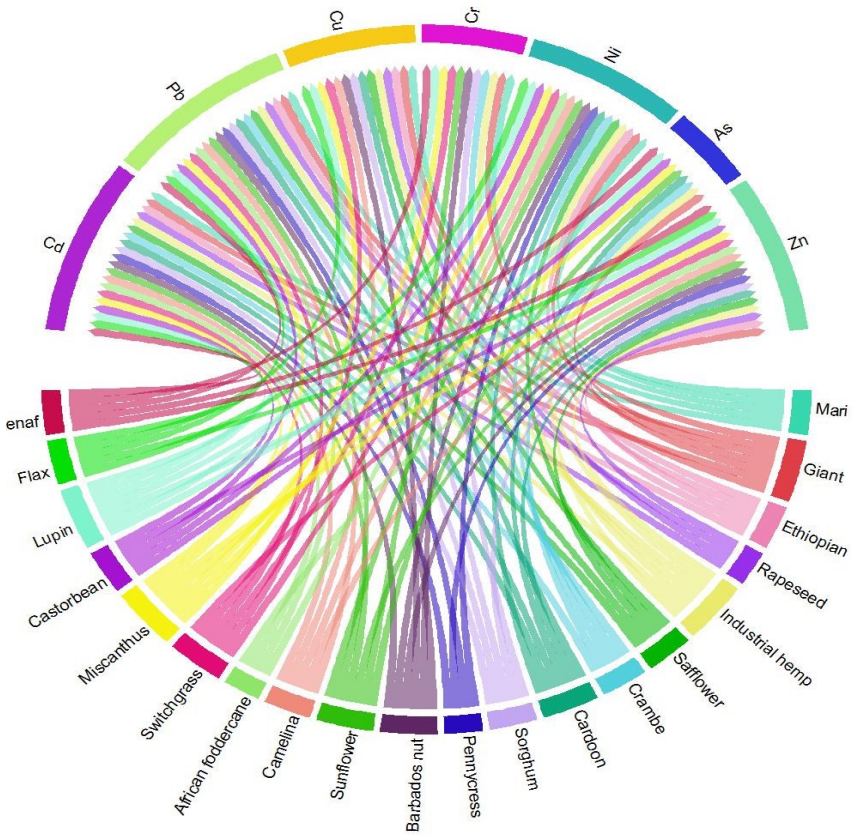 Cd
Pb
Cu
Cr
Ni
As
Zn
enaf
Flax
Lupin
Castorbean
Miscanthus
Switchgrass
African foddercane
Camelina
Sunflower
Barbados nut
Pennycress
Sorghum
Cardoon
Crambe
Safflower
Industrial hemp
Rapeseed
Ethiopian
Giant
Mari